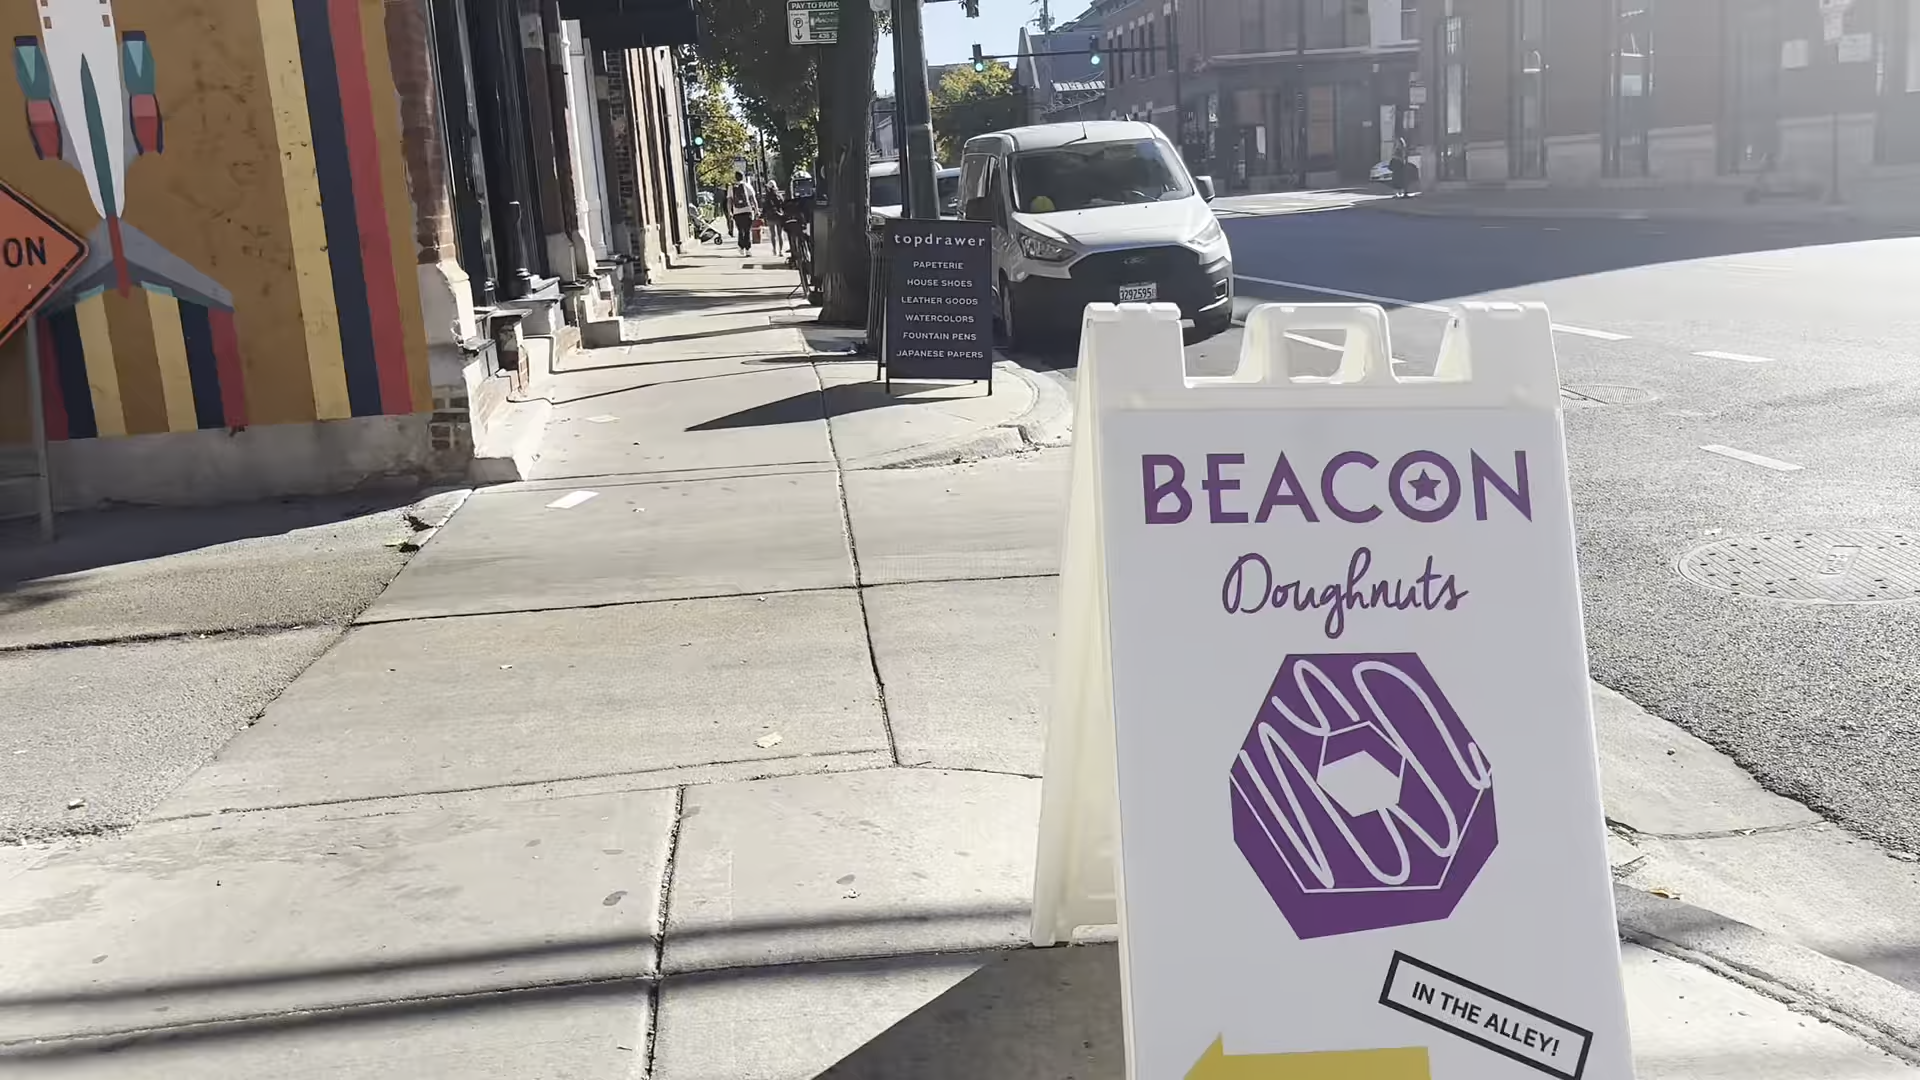 PAY TO PARK
P
ON
topdrawer
PAPETERIE
HOUSE SHOES
LEATHER GOODS
WATERCOLORS
FOUNTAIN PENS
JAPANESE PAPERS
3292595
BEACON
Doughnuts
IN THE ALLEY!